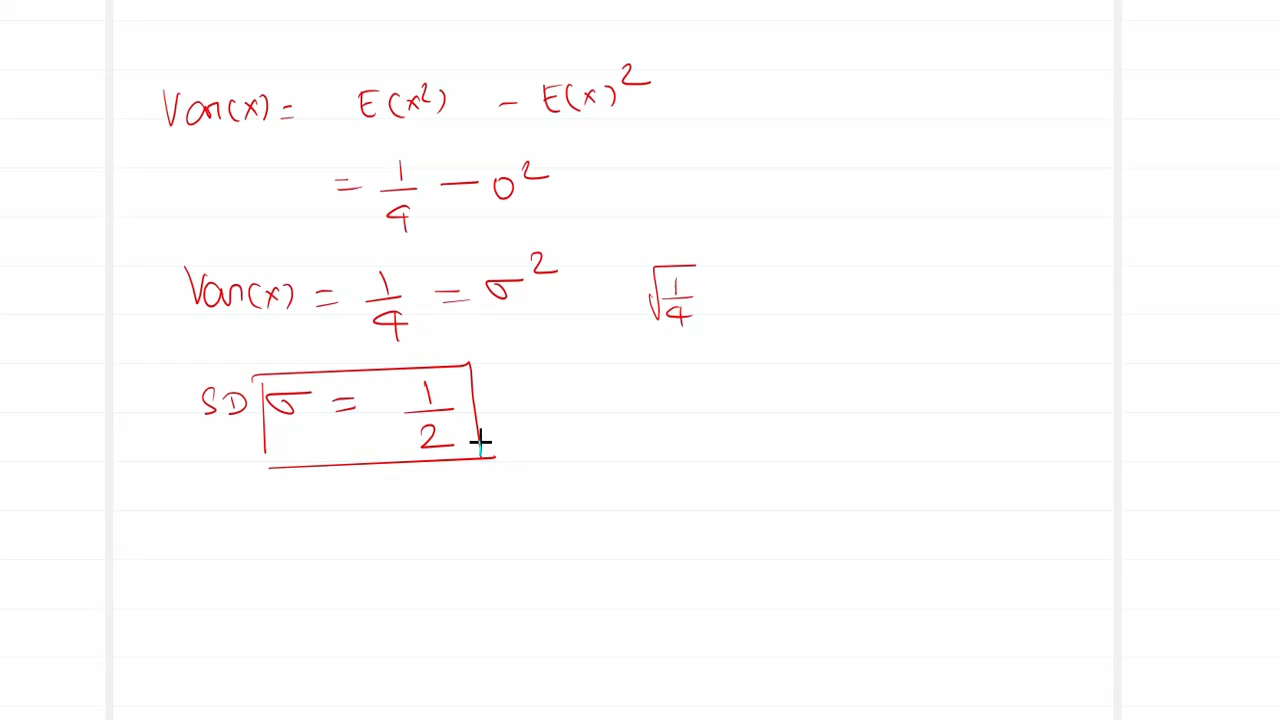 Var(x) = E(x²) - E(x)²
= 1/4 - 0²
Var(x) = 1/4 = σ² √1/4
SD σ = 1/2